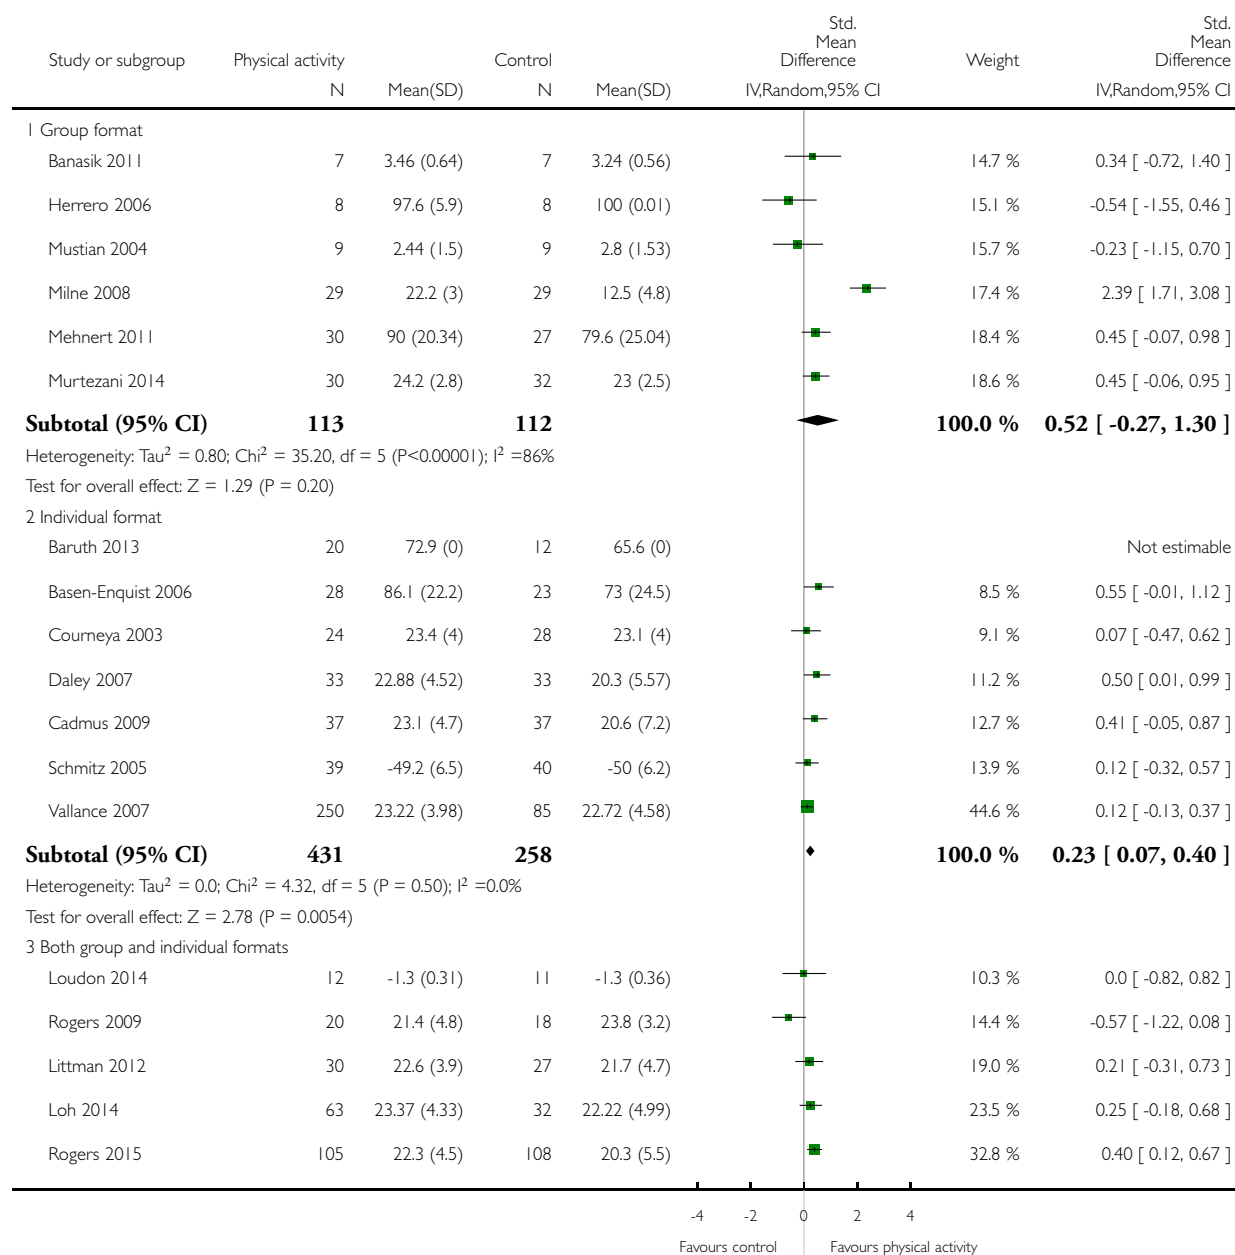 Std.
Mean
Difference
Std.
Mean
Difference
Study or subgroup Physical activity Control Weight
N Mean(SD) N Mean(SD) IV,Random,95% CI IV,Random,95% CI
1 Group format
Banasik 2011 7 3.46 (0.64) 7 3.24 (0.56) 14.7 % 0.34 [ -0.72, 1.40 ]
Herrero 2006 8 97.6 (5.9) 8 100 (0.01) 15.1 % -0.54 [ -1.55, 0.46 ]
Mustian 2004 9 2.44 (1.5) 9 2.8 (1.53) 15.7 % -0.23 [ -1.15, 0.70 ]
Milne 2008 29 22.2 (3) 29 12.5 (4.8) 17.4 % 2.39 [ 1.71, 3.08 ]
Mehnert 2011 30 90 (20.34) 27 79.6 (25.04) 18.4 % 0.45 [ -0.07, 0.98 ]
Murtezani 2014 30 24.2 (2.8) 32 23 (2.5) 18.6 % 0.45 [ -0.06, 0.95 ]
Subtotal (95% CI) 113 112 100.0 % 0.52 [ -0.27, 1.30 ]
Heterogeneity: Tau² = 0.80; Chi² = 35.20, df = 5 (P<0.00001); I² =86%
Test for overall effect: Z = 1.29 (P = 0.20)
2 Individual format
Baruth 2013 20 72.9 (0) 12 65.6 (0) Not estimable
Basen-Enquist 2006 28 86.1 (22.2) 23 73 (24.5) 8.5 % 0.55 [ -0.01, 1.12 ]
Courneya 2003 24 23.4 (4) 28 23.1 (4) 9.1 % 0.07 [ -0.47, 0.62 ]
Daley 2007 33 22.88 (4.52) 33 20.3 (5.57) 11.2 % 0.50 [ 0.01, 0.99 ]
Cadmus 2009 37 23.1 (4.7) 37 20.6 (7.2) 12.7 % 0.41 [ -0.05, 0.87 ]
Schmitz 2005 39 -49.2 (6.5) 40 -50 (6.2) 13.9 % 0.12 [ -0.32, 0.57 ]
Vallance 2007 250 23.22 (3.98) 85 22.72 (4.58) 44.6 % 0.12 [ -0.13, 0.37 ]
Subtotal (95% CI) 431 258 100.0 % 0.23 [ 0.07, 0.40 ]
Heterogeneity: Tau² = 0.0; Chi² = 4.32, df = 5 (P = 0.50); I² =0.0%
Test for overall effect: Z = 2.78 (P = 0.0054)
3 Both group and individual formats
Loudon 2014 12 -1.3 (0.31) 11 -1.3 (0.36) 10.3 % 0.0 [ -0.82, 0.82 ]
Rogers 2009 20 21.4 (4.8) 18 23.8 (3.2) 14.4 % -0.57 [ -1.22, 0.08 ]
Littman 2012 30 22.6 (3.9) 27 21.7 (4.7) 19.0 % 0.21 [ -0.31, 0.73 ]
Loh 2014 63 23.37 (4.33) 32 22.22 (4.99) 23.5 % 0.25 [ -0.18, 0.68 ]
Rogers 2015 105 22.3 (4.5) 108 20.3 (5.5) 32.8 % 0.40 [ 0.12, 0.67 ]
-4 -2 0 2 4
Favours control Favours physical activity